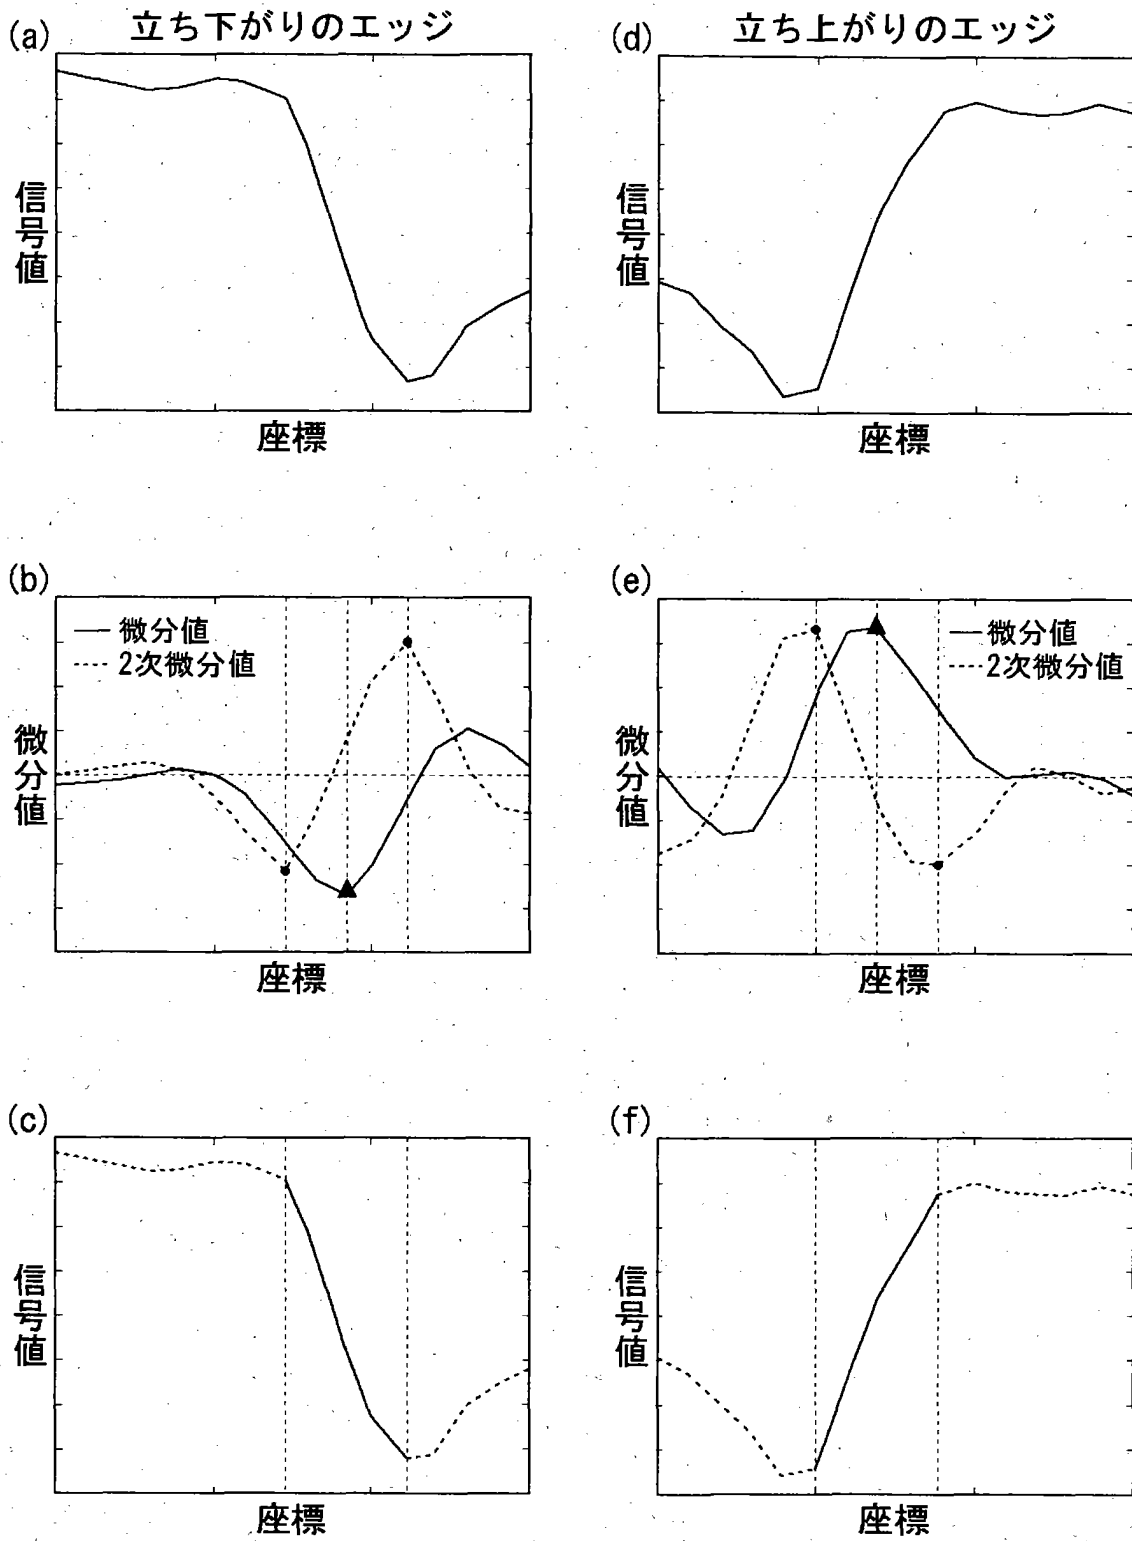 (a) 立ち下がりのエッジ
信号値
座標
(d) 立ち上がりのエッジ
信号値
座標
(b)
微分値
2次微分値
微分値
座標
(e)
微分値
2次微分値
微分値
座標
(c)
信号値
座標
(f)
信号値
座標